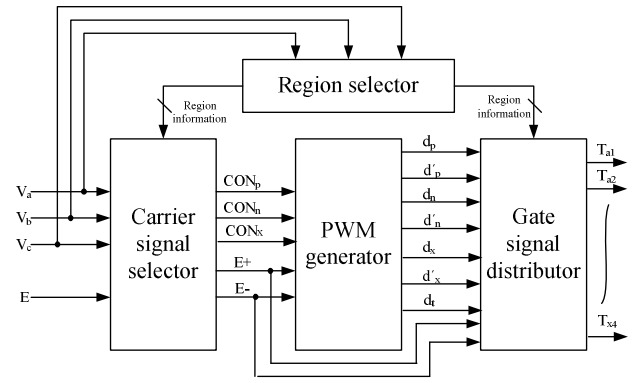 Region selector
Region
information
Region
information
Va
Vb
Vc
E
Carrier
signal
selector
CONp
CONn
CONx
E+
E-
PWM
generator
dp
d´p
dn
d´n
dx
d´x
dt
Gate
signal
distributor
Ta1
Ta2
Tx4